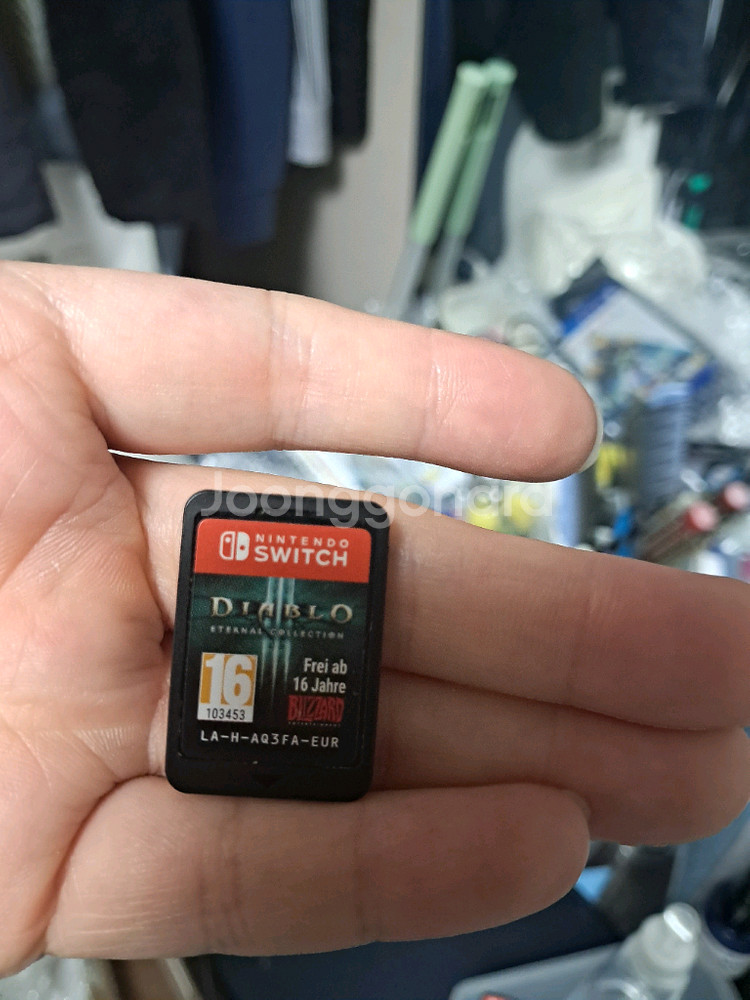 Joonggonara
NINTENDO
SWITCH
DIABLO
ETERNAL COLLECTION
16
103453
Frei ab
16 Jahre
BLIZZARD
LA-H-AQ3FA-EUR